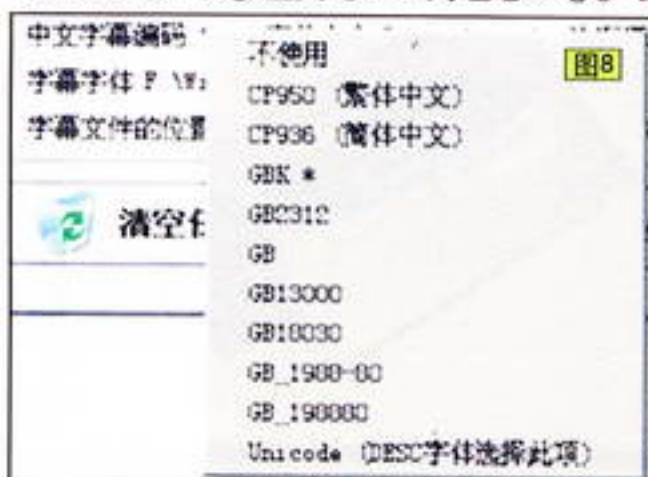 中文字幕编码
字幕字体 F \W
字幕文件的位置
清空
不使用
图8
CP950 (繁体中文)
CP936 (简体中文)
GBK *
GB2312
GB
GB13000
GB18030
GB_1988-80
GB_198880
Unicode (DESC字体选择此项)